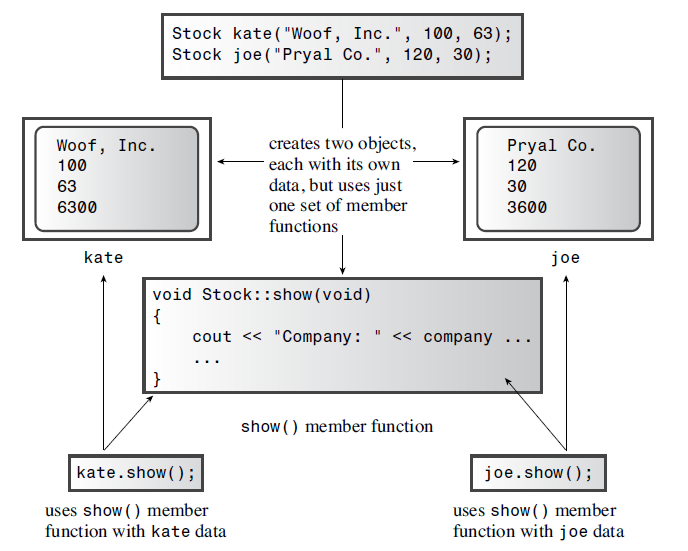 Stock kate("Woof, Inc.", 100, 63);
Stock joe("Pryal Co.", 120, 30);
Woof, Inc.
100
63
6300
kate
creates two objects,
each with its own
data, but uses just
one set of member
functions
Pryal Co.
120
30
3600
joe
void Stock::show(void)
{
cout << "Company: " << company ...
...
}
show() member function
kate.show();
uses show() member
function with kate data
joe.show();
uses show() member
function with joe data